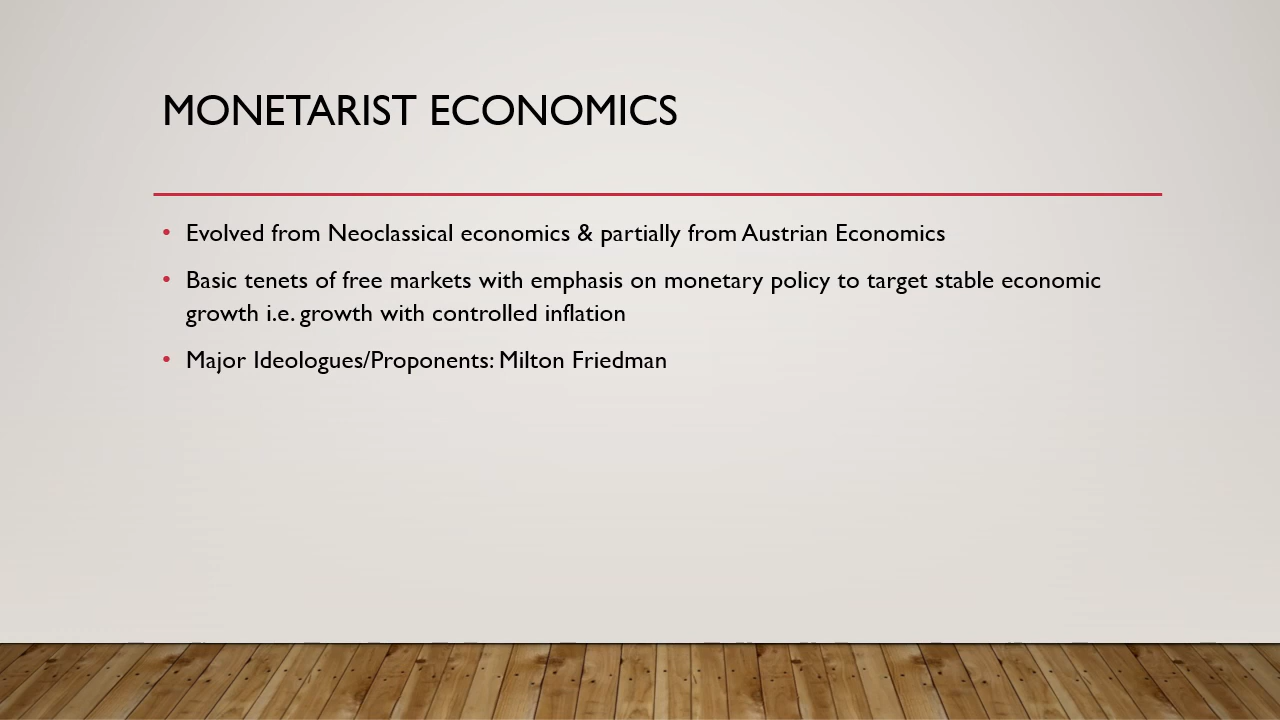 MONETARIST ECONOMICS
• Evolved from Neoclassical economics & partially from Austrian Economics
• Basic tenets of free markets with emphasis on monetary policy to target stable economic
growth i.e. growth with controlled inflation
• Major Ideologues/Proponents: Milton Friedman